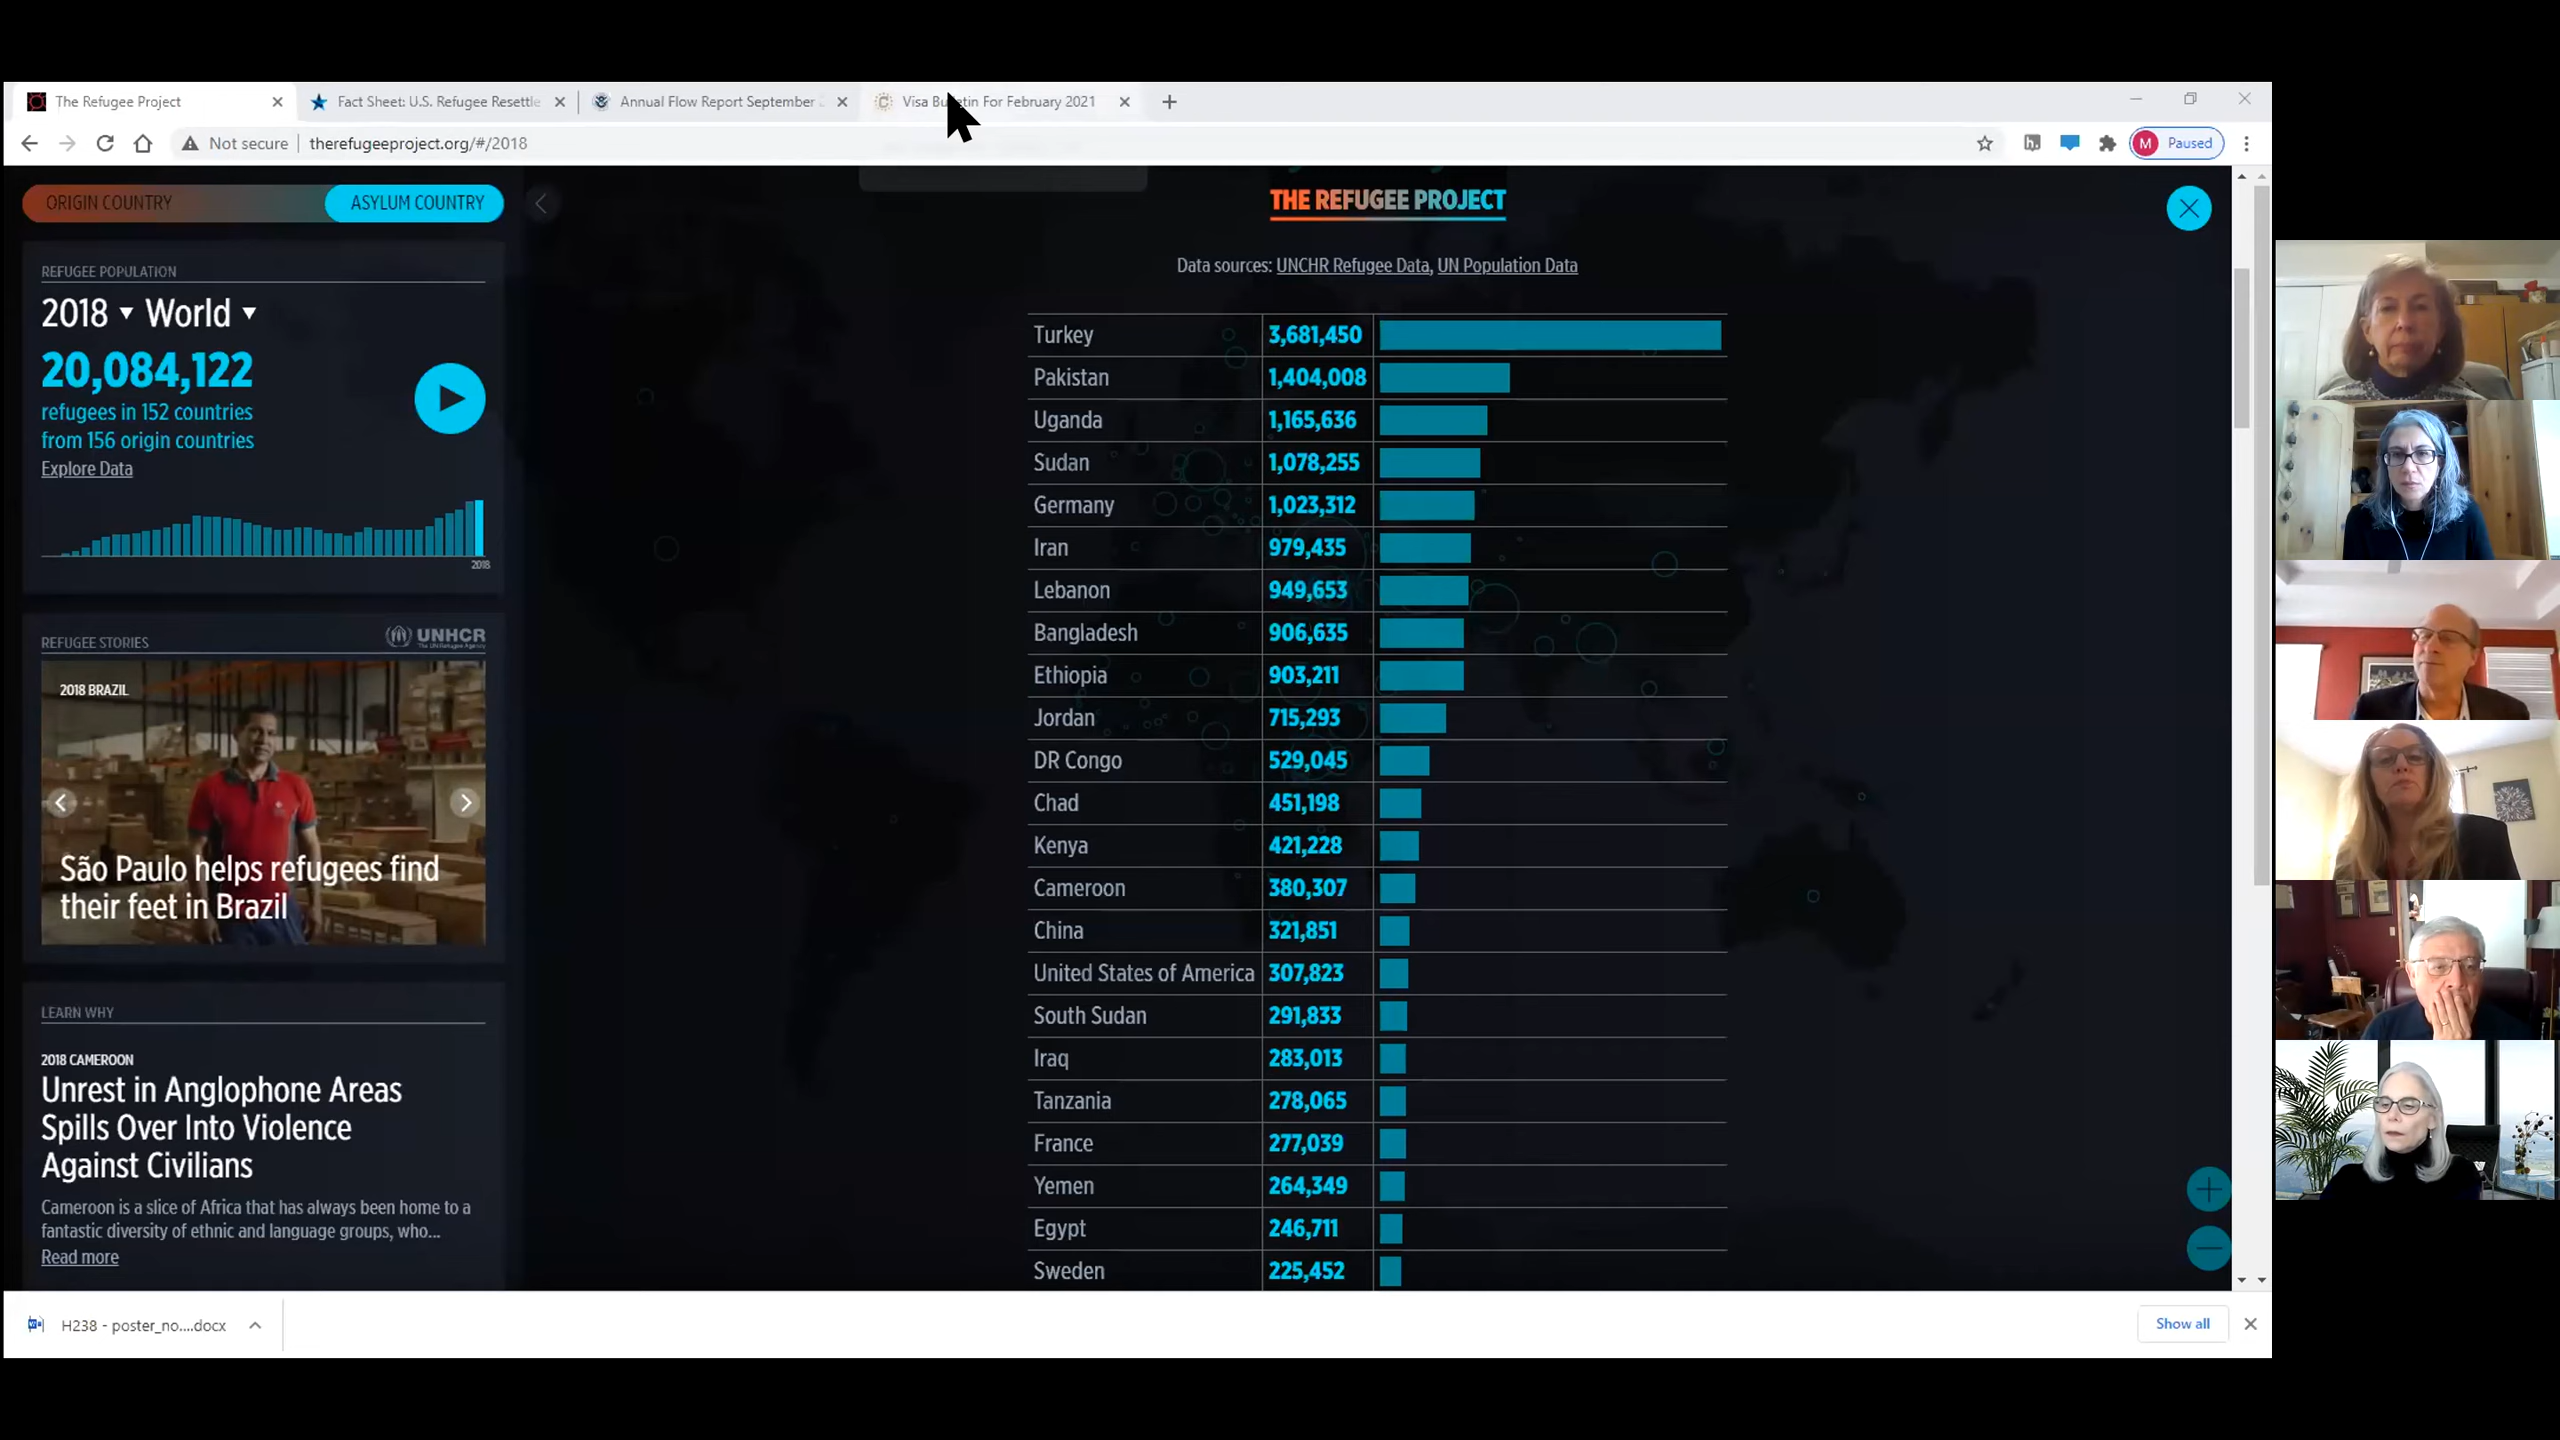 The Refugee Project
Fact Sheet: U.S. Refugee Resettle
Annual Flow Report September 2
Visa Bulletin For February 2021
Not secure
therefugeeproject.org/#/2018
M Paused
ORIGIN COUNTRY
ASYLUM COUNTRY
REFUGEE POPULATION
2018 World
20,084,122
refugees in 152 countries
from 156 origin countries
Explore Data
2018
REFUGEE STORIES
UNHCR
The UN Refugee Agency
2018 BRAZIL
São Paulo helps refugees find
their feet in Brazil
LEARN WHY
2018 CAMEROON
Unrest in Anglophone Areas
Spills Over Into Violence
Against Civilians
Cameroon is a slice of Africa that has always been home to a
fantastic diversity of ethnic and language groups, who...
Read more
THE REFUGEE PROJECT
Data sources: UNCHR Refugee Data, UN Population Data
Turkey 3,681,450
Pakistan 1,404,008
Uganda 1,165,636
Sudan 1,078,255
Germany 1,023,312
Iran 979,435
Lebanon 949,653
Bangladesh 906,635
Ethiopia 903,211
Jordan 715,293
DR Congo 529,045
Chad 451,198
Kenya 421,228
Cameroon 380,307
China 321,851
United States of America 307,823
South Sudan 291,833
Iraq 283,013
Tanzania 278,065
France 277,039
Yemen 264,349
Egypt 246,711
Sweden 225,452
H238 - poster_no....docx
Show all